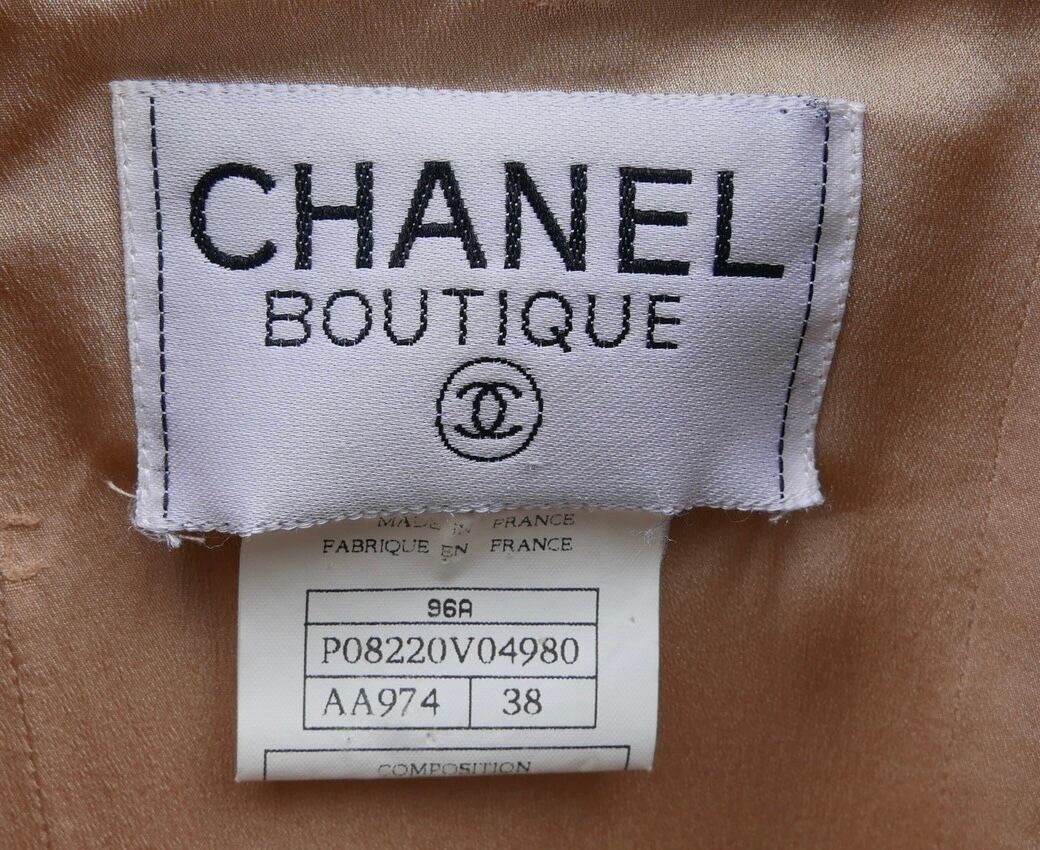 CHANEL
BOUTIQUE
MADE IN FRANCE
FABRIQUE EN FRANCE
96A
P08220V04980
AA974 38
COMPOSITION